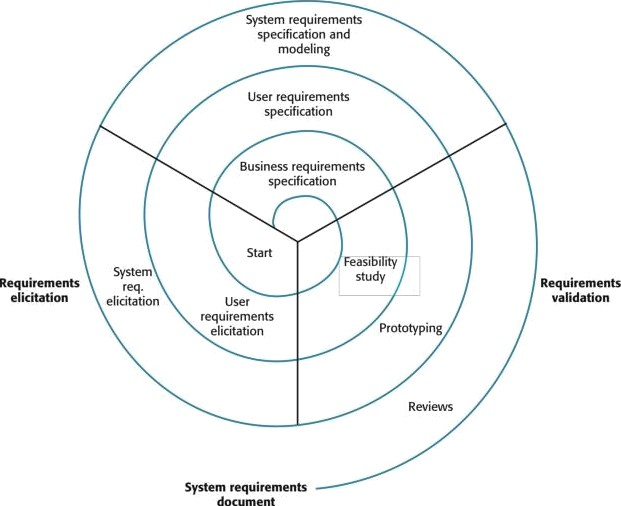 System requirements
specification and
modeling
User requirements
specification
Business requirements
specification
Start
Feasibility
study
Requirements
elicitation
System
req.
elicitation
User
requirements
elicitation
Requirements
validation
Prototyping
Reviews
System requirements
document